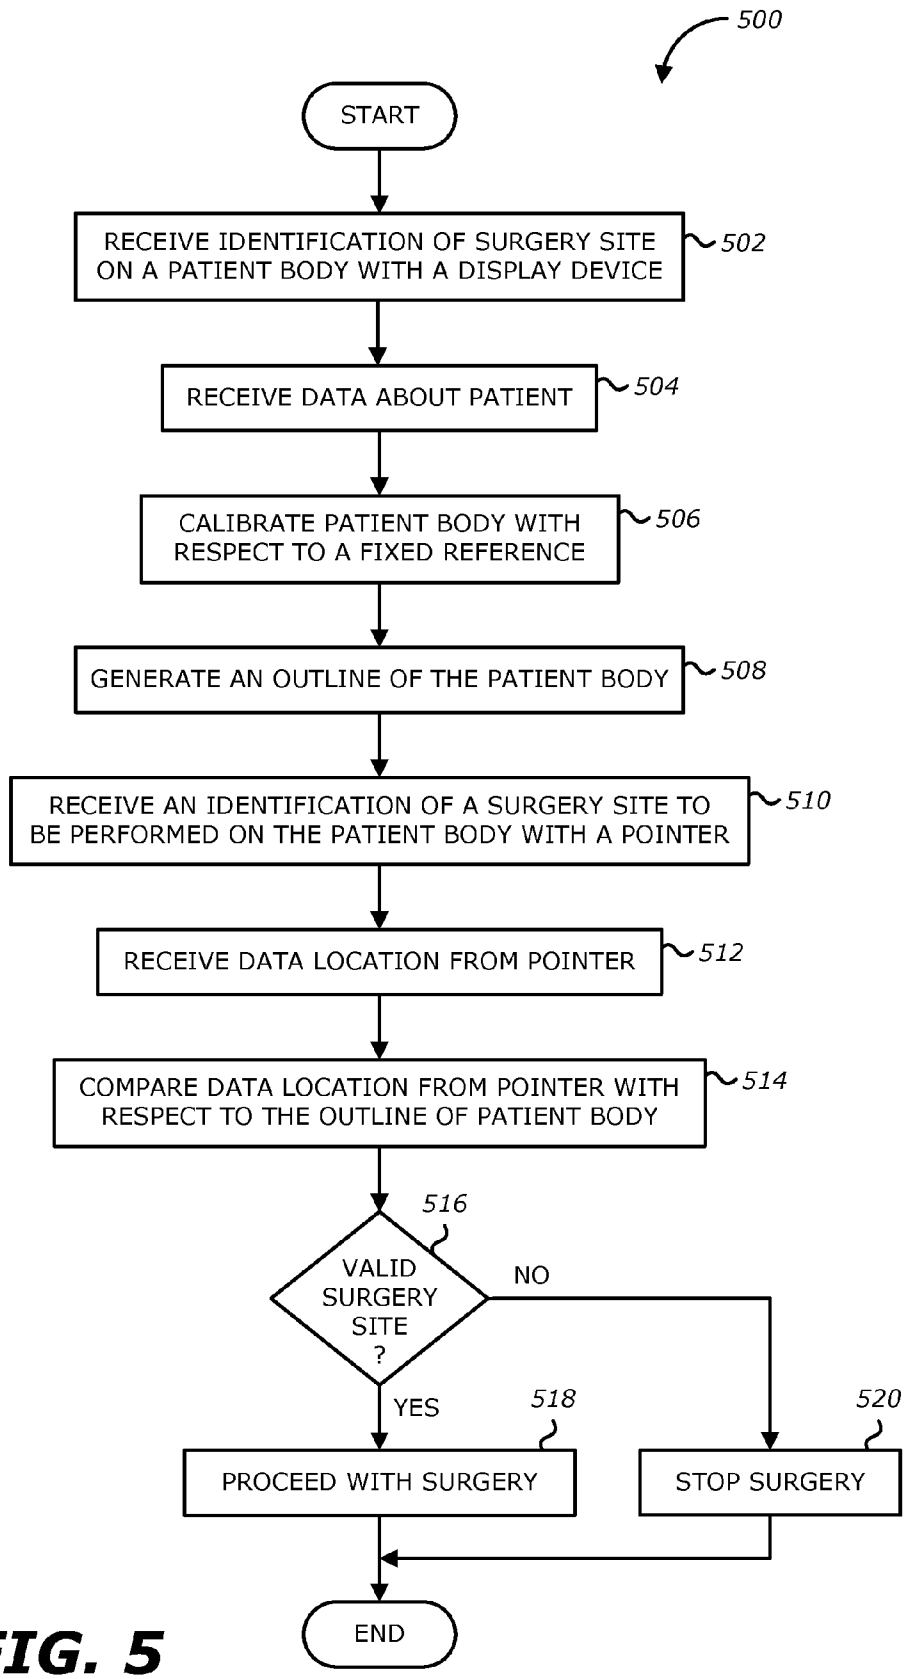 500
START
RECEIVE IDENTIFICATION OF SURGERY SITE
ON A PATIENT BODY WITH A DISPLAY DEVICE
502
RECEIVE DATA ABOUT PATIENT
504
CALIBRATE PATIENT BODY WITH
RESPECT TO A FIXED REFERENCE
506
GENERATE AN OUTLINE OF THE PATIENT BODY
508
RECEIVE AN IDENTIFICATION OF A SURGERY SITE TO
BE PERFORMED ON THE PATIENT BODY WITH A POINTER
510
RECEIVE DATA LOCATION FROM POINTER
512
COMPARE DATA LOCATION FROM POINTER WITH
RESPECT TO THE OUTLINE OF PATIENT BODY
514
516
VALID
SURGERY
SITE
?
NO
YES
518
PROCEED WITH SURGERY
520
STOP SURGERY
END
FIG. 5